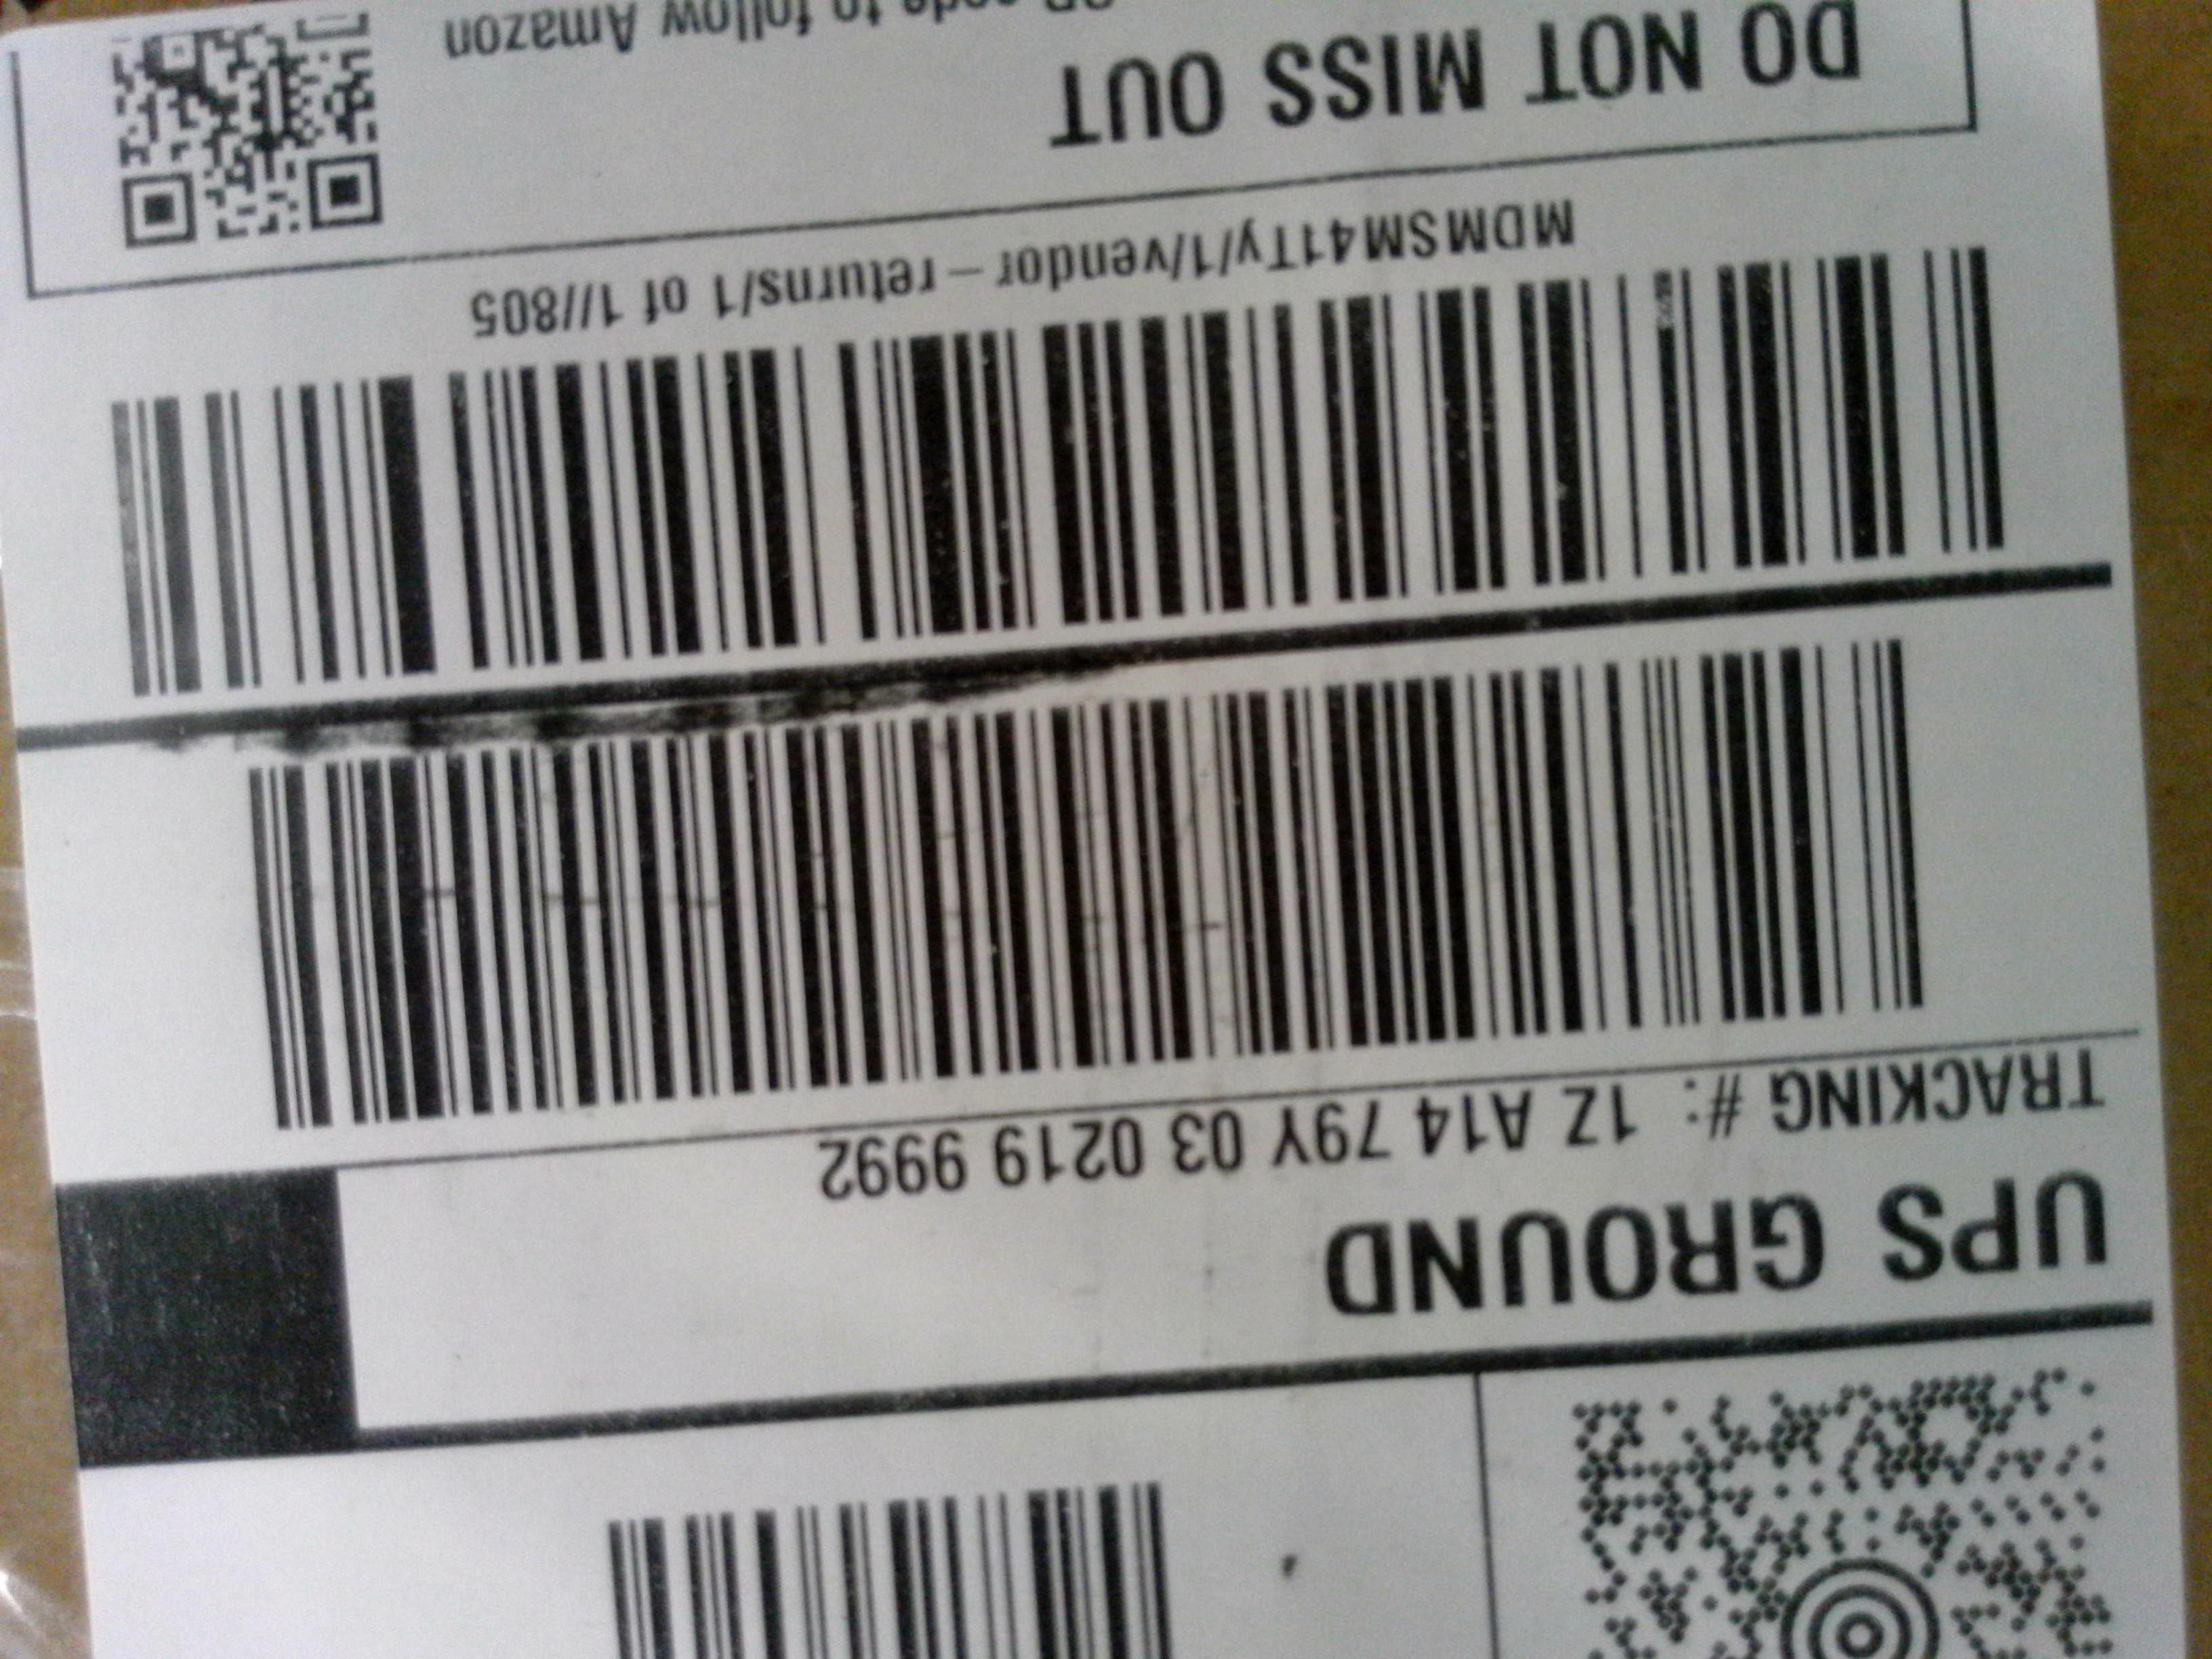 UPS GROUND
TRACKING #: 1Z A14 79Y 03 0219 9992
MDMSM41Ty/1/vendor – returns/1 of 1//805
DO NOT MISS OUT
QR code to follow Amazon